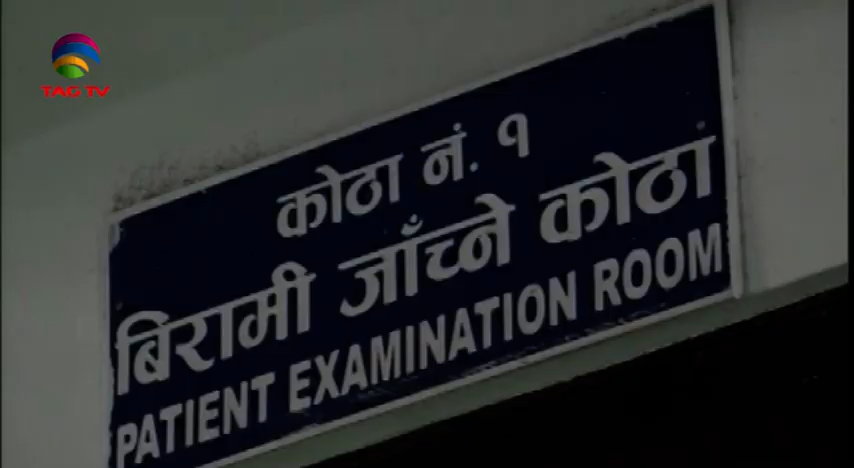 TAG TV
कोठा नं. १
बिरामी जाँच्ने कोठां
PATIENT EXAMINATION ROOM